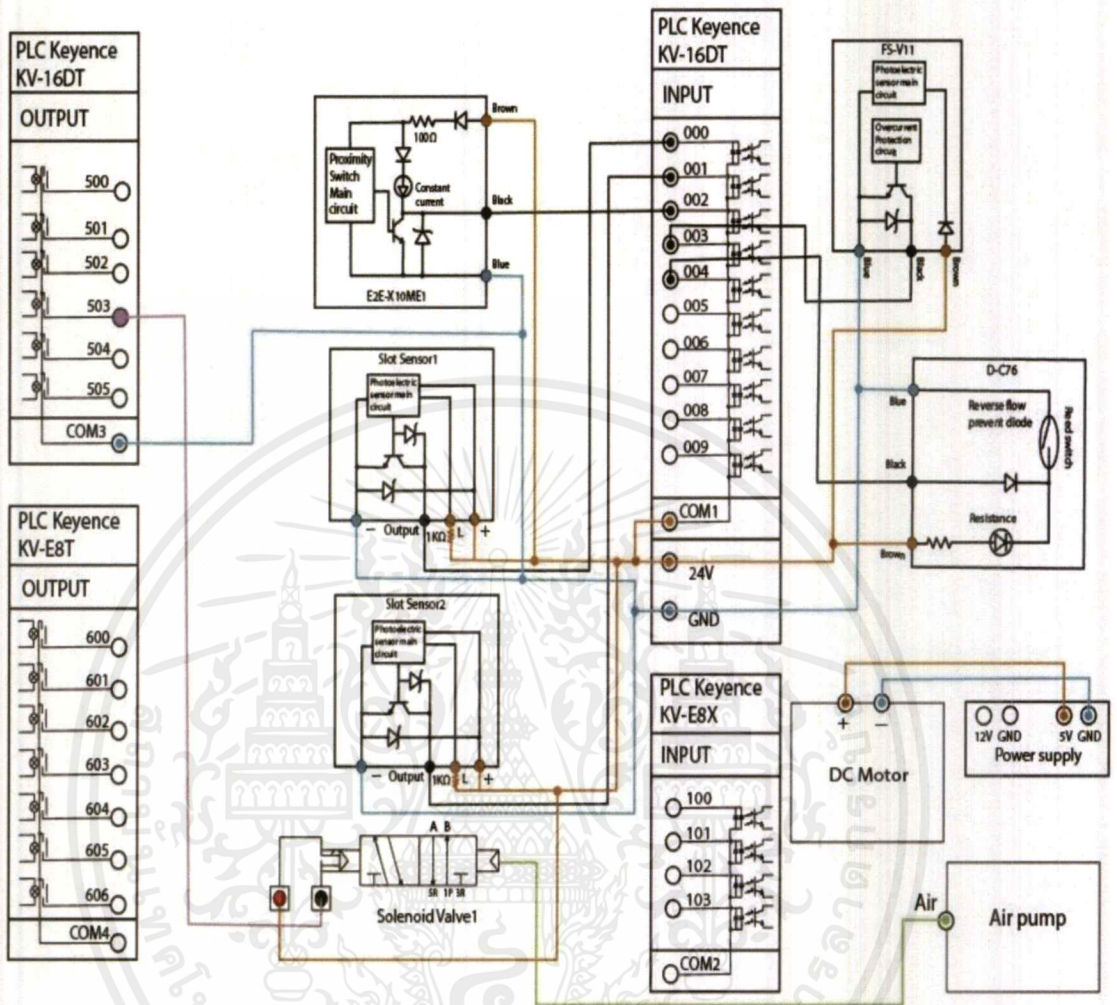 PLC Keyence
KV-16DT
OUTPUT
500
501
502
503
504
505
COM3
PLC Keyence
KV-E8T
OUTPUT
600
601
602
603
604
605
606
COM4
Brown
100Ω
Proximity
Switch
Main
circuit
Constant
current
Black
Blue
E2E-X10ME1
Slot Sensor1
Photoelectric
sensor main
circuit
− Output 1KΩ L +
Slot Sensor2
Photoelectric
sensor main
circuit
− Output 1KΩ L +
A B
5R 1P 3R
Solenoid Valve1
PLC Keyence
KV-16DT
INPUT
000
001
002
003
004
005
006
007
008
009
COM1
24V
GND
PLC Keyence
KV-E8X
INPUT
100
101
102
103
COM2
FS-V11
Photoelectric
sensor main
circuit
Overcurrent
Protection
Blue
Black
Brown
D-C76
Blue
Reverse flow
prevent diode
Reed switch
Black
Resistance
Brown
+ −
DC Motor
12V GND 5V GND
Power supply
Air
Air pump